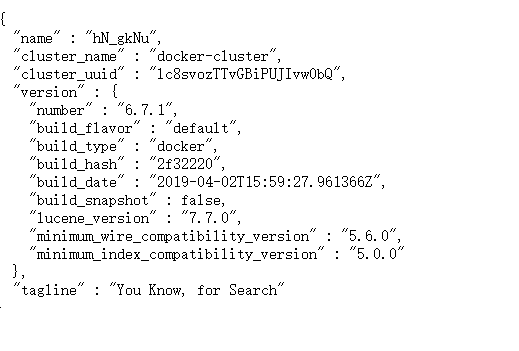 {
  "name" : "hN_gkNu",
  "cluster_name" : "docker-cluster",
  "cluster_uuid" : "1c8svozTTvGBiPUJIvw0bQ",
  "version" : {
    "number" : "6.7.1",
    "build_flavor" : "default",
    "build_type" : "docker",
    "build_hash" : "2f32220",
    "build_date" : "2019-04-02T15:59:27.961366Z",
    "build_snapshot" : false,
    "lucene_version" : "7.7.0",
    "minimum_wire_compatibility_version" : "5.6.0",
    "minimum_index_compatibility_version" : "5.0.0"
  },
  "tagline" : "You Know, for Search"